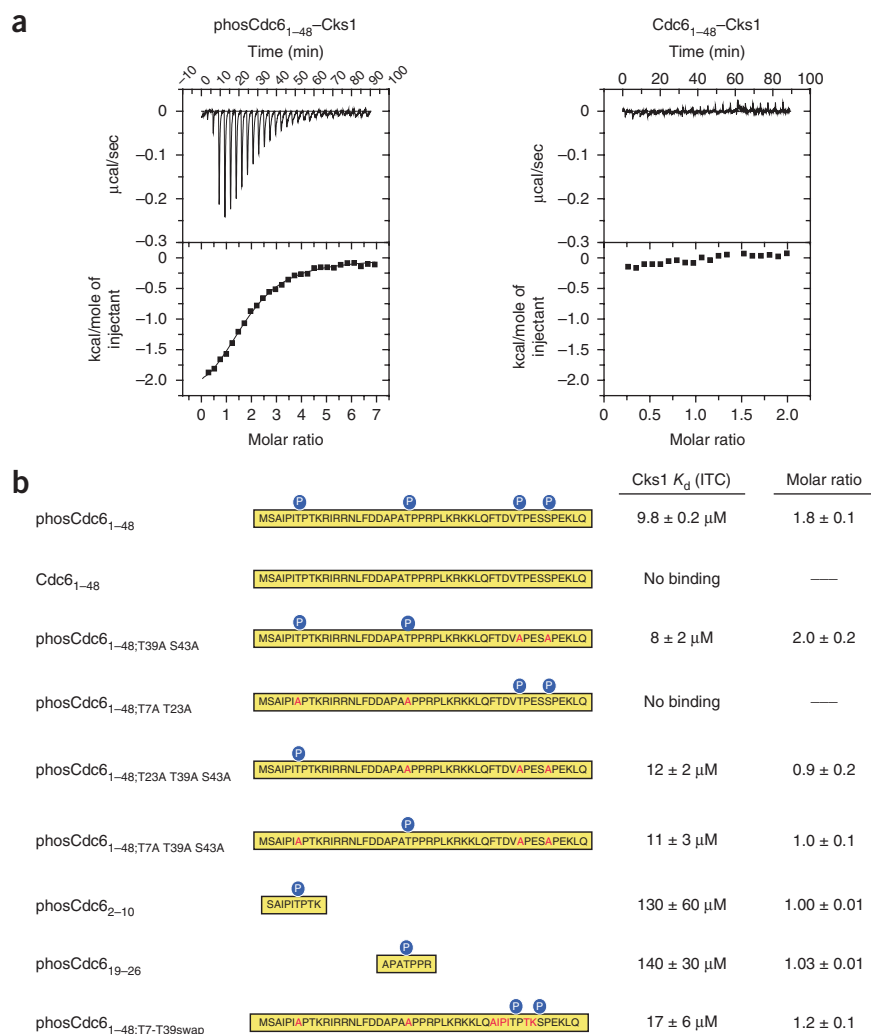 a
phosCdc6₁₋₄₈–Cks1
Time (min)
−10 0 10 20 30 40 50 60 70 80 90 100
0
−0.1
−0.2
−0.3
µcal/sec
0
−0.5
−1.0
−1.5
−2.0
kcal/mole of
injectant
0 1 2 3 4 5 6 7
Molar ratio
Cdc6₁₋₄₈–Cks1
Time (min)
0 20 40 60 80 100
0
−0.1
−0.2
−0.3
µcal/sec
0
−0.5
−1.0
−1.5
−2.0
kcal/mole of
injectant
0 0.5 1.0 1.5 2.0
Molar ratio
b
Cks1 Kd (ITC) Molar ratio
P P P P
phosCdc6₁₋₄₈ MSAIPITPTKRIRRNLFDDAPATPPRPLKRKKLQFTDVTPESSPEKLQ 9.8 ± 0.2 µM 1.8 ± 0.1
Cdc6₁₋₄₈ MSAIPITPTKRIRRNLFDDAPATPPRPLKRKKLQFTDVTPESSPEKLQ No binding —
P P
phosCdc6₁₋₄₈;T39A S43A MSAIPITPTKRIRRNLFDDAPATPPRPLKRKKLQFTDVAPESAPEKLQ 8 ± 2 µM 2.0 ± 0.2
P P
phosCdc6₁₋₄₈;T7A T23A MSAIPIAPTKRIRRNLFDDAPAAPPRPLKRKKLQFTDVTPESSPEKLQ No binding —
P
phosCdc6₁₋₄₈;T23A T39A S43A MSAIPITPTKRIRRNLFDDAPAAPPRPLKRKKLQFTDVAPESAPEKLQ 12 ± 2 µM 0.9 ± 0.2
P
phosCdc6₁₋₄₈;T7A T39A S43A MSAIPIAPTKRIRRNLFDDAPATPPRPLKRKKLQFTDVAPESAPEKLQ 11 ± 3 µM 1.0 ± 0.1
P
phosCdc6₂₋₁₀ SAIPITPTK 130 ± 60 µM 1.00 ± 0.01
P
phosCdc6₁₉₋₂₆ APATPPR 140 ± 30 µM 1.03 ± 0.01
P P
phosCdc6₁₋₄₈;T7-T39swap MSAIPIAPTKRIRRNLFDDAPAAPPRPLKRKKLQAIPITPTKSPEKLQ 17 ± 6 µM 1.2 ± 0.1